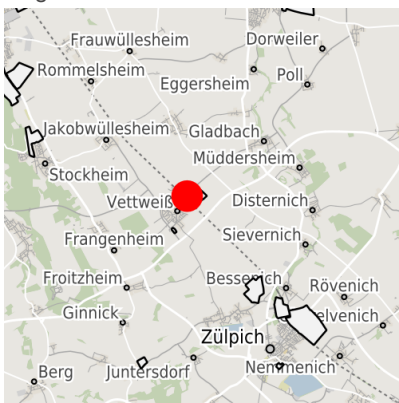 Frauwüllesheim
Dorweiler
Rommelsheim
Poll
Eggersheim
Jakobwüllesheim
Gladbach
Müddersheim
Stockheim
Vettweiß
Disternich
Frangenheim
Sievernich
Froitzheim
Bessenich
Rövenich
Ginnick
elvenich
Zülpich
Berg
Juntersdorf
Nemmenich